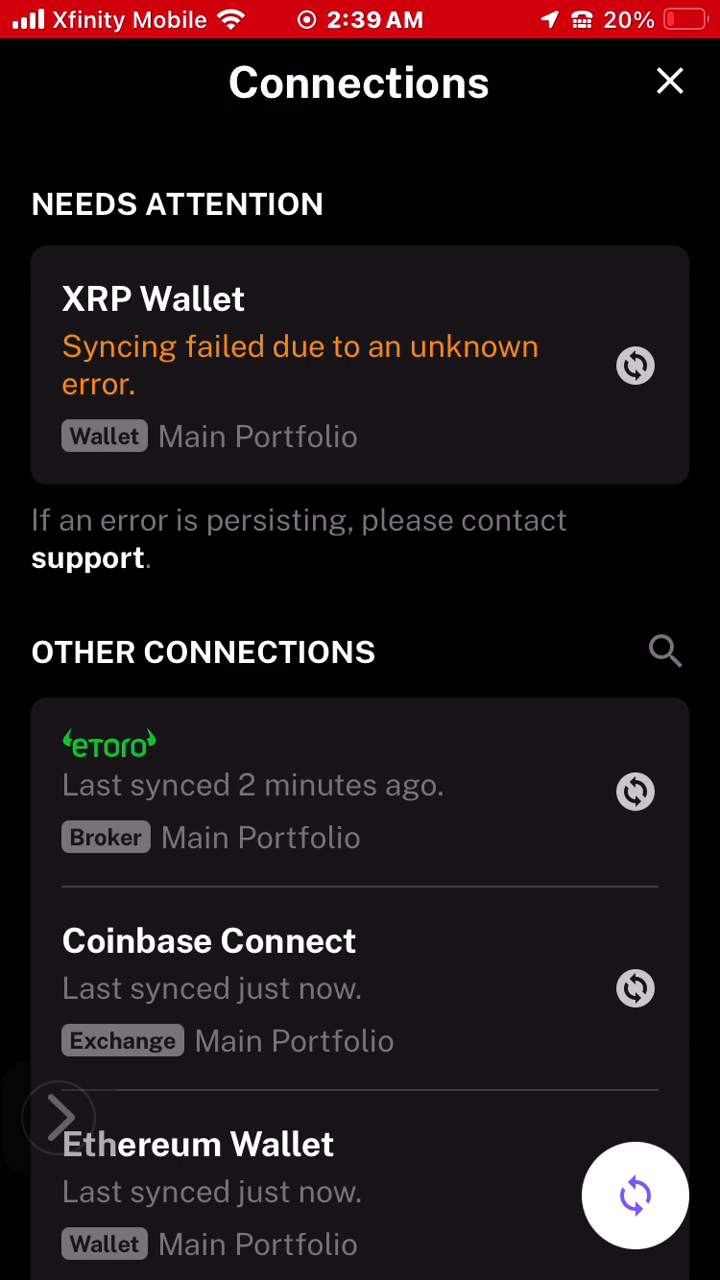 Xfinity Mobile 2:39 AM 20%
Connections
NEEDS ATTENTION
XRP Wallet
Syncing failed due to an unknown
error.
Wallet Main Portfolio
If an error is persisting, please contact
support.
OTHER CONNECTIONS
eToro
Last synced 2 minutes ago.
Broker Main Portfolio
Coinbase Connect
Last synced just now.
Exchange Main Portfolio
Ethereum Wallet
Last synced just now.
Wallet Main Portfolio